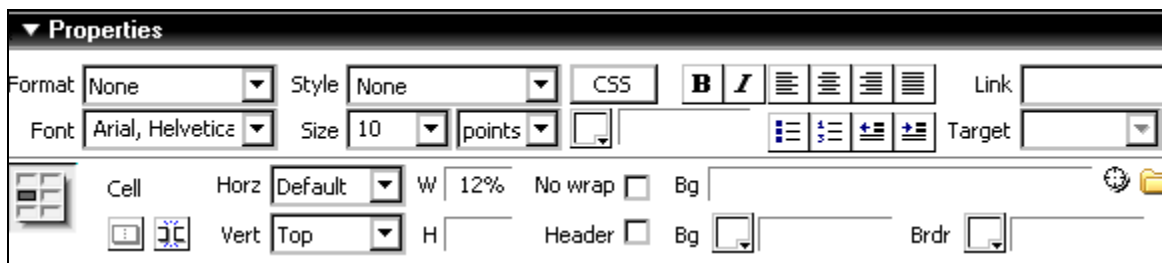 Properties
Format None Style None CSS B I Link
Font Arial, Helvetica Size 10 points Target
Cell Horz Default W 12% No wrap Bg
Vert Top H Header Bg Brdr